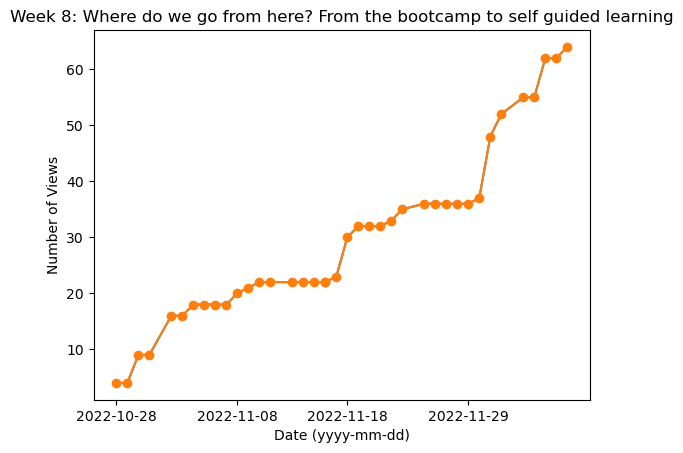 Week 8: Where do we go from here? From the bootcamp to self guided learning
60
50
40
30
20
10
Number of Views
2022-10-28 2022-11-08 2022-11-18 2022-11-29
Date (yyyy-mm-dd)